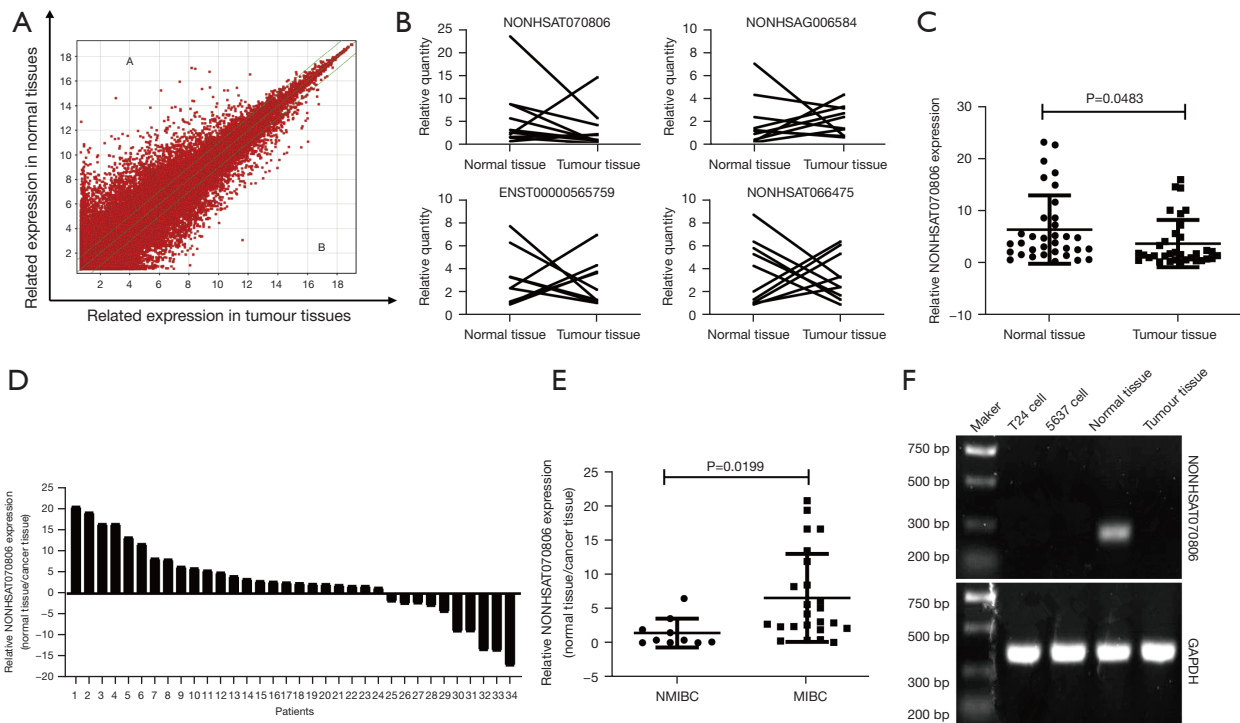 A
Related expression in normal tissues
18
16
14
12
10
8
6
4
2
A
B
2 4 6 8 10 12 14 16 18
Related expression in tumour tissues
B
NONHSAT070806
Relative quantity
25
20
15
10
5
0
Normal tissue Tumour tissue
NONHSAG006584
Relative quantity
10
8
6
4
2
0
Normal tissue Tumour tissue
ENST00000565759
Relative quantity
10
8
6
4
2
0
Normal tissue Tumour tissue
NONHSAT066475
Relative quantity
10
8
6
4
2
0
Normal tissue Tumour tissue
C
Relative NONHSAT070806 expression
30
20
10
0
−10
P=0.0483
Normal tissue Tumour tissue
D
Relative NONHSAT070806 expression
(normal tissue/cancer tissue)
25
20
15
10
5
0
−5
−10
−15
−20
1 2 3 4 5 6 7 8 9 10 11 12 13 14 15 16 17 18 19 20 21 22 23 24 25 26 27 28 29 30 31 32 33 34
Patients
E
Relative NONHSAT070806 expression
(normal tissue/cancer tissue)
25
20
15
10
5
0
−5
P=0.0199
NMIBC MIBC
F
Maker T24 cell 5637 cell Normal tissue Tumour tissue
750 bp
500 bp
300 bp
200 bp
NONHSAT070806
750 bp
500 bp
300 bp
200 bp
GAPDH